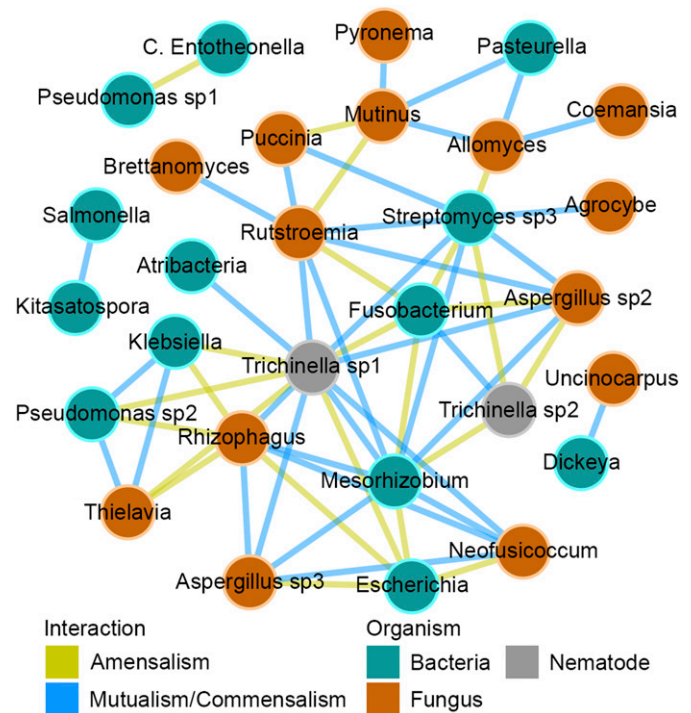 Pyronema
C. Entotheonella
Pasteurella
Pseudomonas sp1
Mutinus
Coemansia
Puccinia
Allomyces
Brettanomyces
Salmonella
Streptomyces sp3
Agrocybe
Rutstroemia
Atribacteria
Kitasatospora
Fusobacterium
Aspergillus sp2
Klebsiella
Trichinella sp1
Uncinocarpus
Pseudomonas sp2
Trichinella sp2
Rhizophagus
Mesorhizobium
Dickeya
Thielavia
Neofusicoccum
Aspergillus sp3
Escherichia
Interaction
Amensalism
Mutualism/Commensalism
Organism
Bacteria
Nematode
Fungus